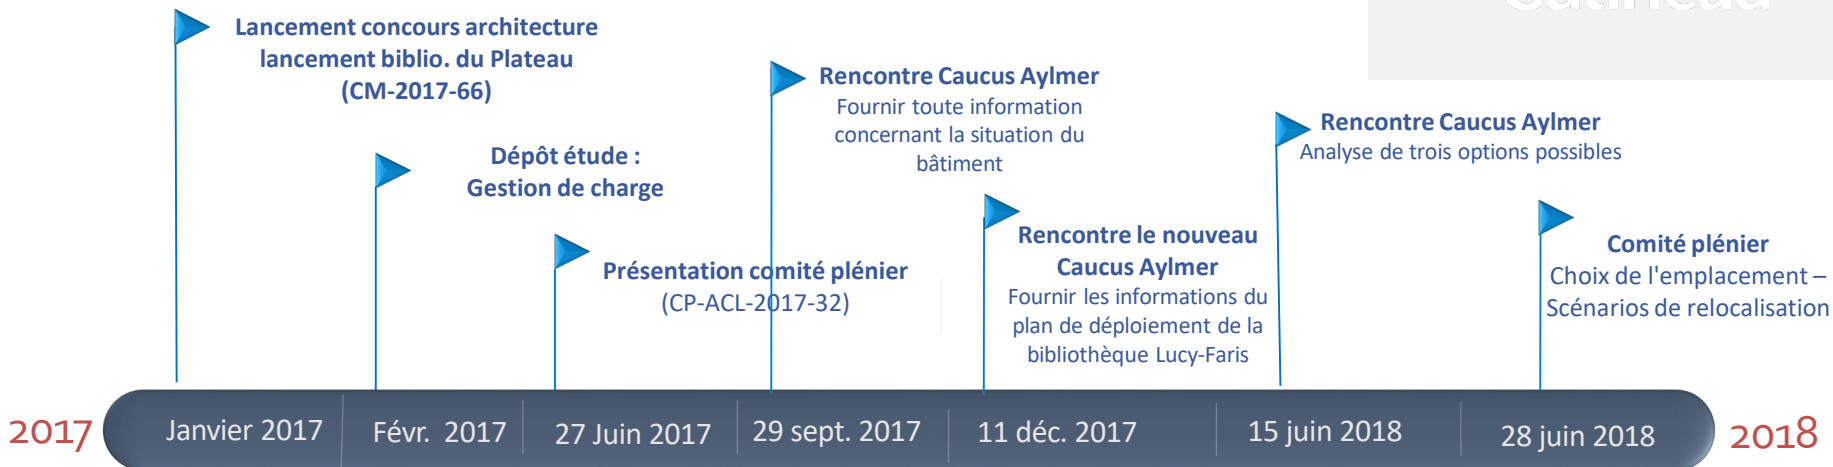 Gatineau
Lancement concours architecture
lancement biblio. du Plateau
(CM-2017-66)
Dépôt étude :
Gestion de charge
Présentation comité plénier
(CP-ACL-2017-32)
Rencontre Caucus Aylmer
Fournir toute information
concernant la situation du
bâtiment
Rencontre le nouveau
Caucus Aylmer
Fournir les informations du
plan de déploiement de la
bibliothèque Lucy-Faris
Rencontre Caucus Aylmer
Analyse de trois options possibles
Comité plénier
Choix de l'emplacement –
Scénarios de relocalisation
2017
Janvier 2017
Févr. 2017
27 Juin 2017
29 sept. 2017
11 déc. 2017
15 juin 2018
28 juin 2018
2018